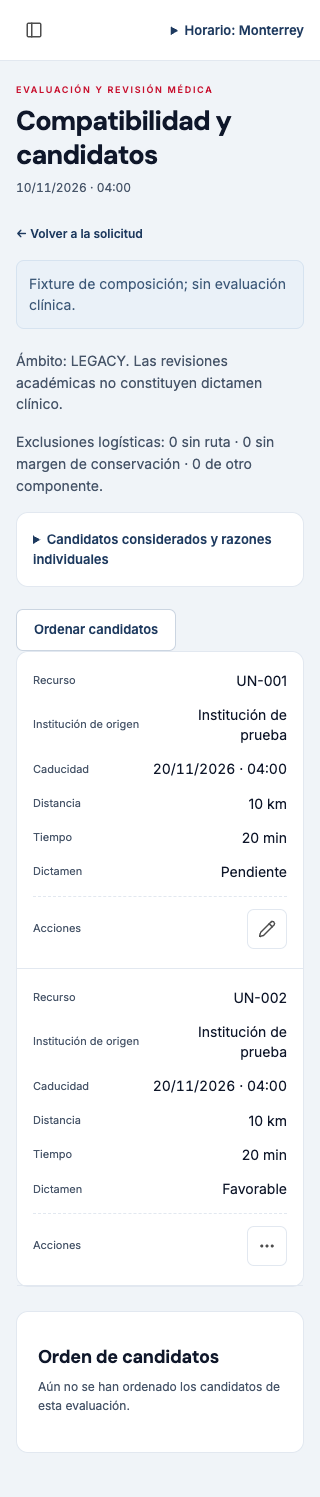 ▶ Horario: Monterrey
EVALUACIÓN Y REVISIÓN MÉDICA
Compatibilidad y
candidatos
10/11/2026 · 04:00
← Volver a la solicitud
Fixture de composición; sin evaluación
clínica.
Ámbito: LEGACY. Las revisiones
académicas no constituyen dictamen
clínico.
Exclusiones logísticas: 0 sin ruta · 0 sin
margen de conservación · 0 de otro
componente.
▶ Candidatos considerados y razones
individuales
Ordenar candidatos
Recurso UN-001
Institución de origen Institución de
prueba
Caducidad 20/11/2026 · 04:00
Distancia 10 km
Tiempo 20 min
Dictamen Pendiente
Acciones
Recurso UN-002
Institución de origen Institución de
prueba
Caducidad 20/11/2026 · 04:00
Distancia 10 km
Tiempo 20 min
Dictamen Favorable
Acciones
Orden de candidatos
Aún no se han ordenado los candidatos de
esta evaluación.